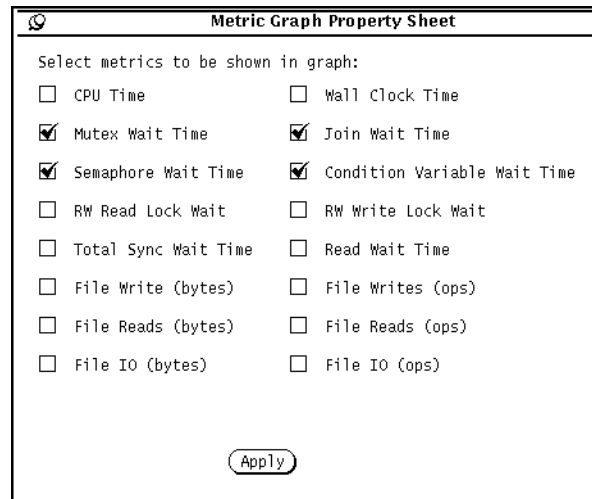 Metric Graph Property Sheet
Select metrics to be shown in graph:
CPU Time Wall Clock Time
Mutex Wait Time Join Wait Time
Semaphore Wait Time Condition Variable Wait Time
RW Read Lock Wait RW Write Lock Wait
Total Sync Wait Time Read Wait Time
File Write (bytes) File Writes (ops)
File Reads (bytes) File Reads (ops)
File IO (bytes) File IO (ops)
Apply